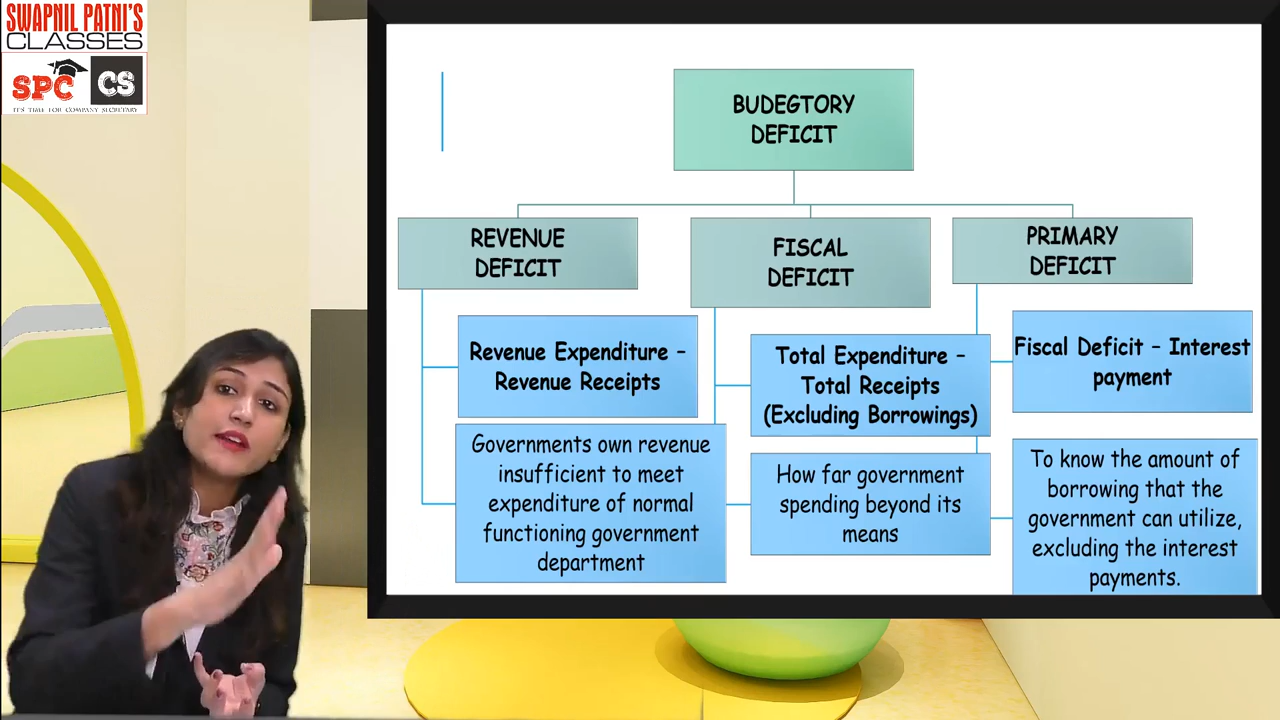 SWAPNIL PATNI'S
CLASSES
SPC CS
IT'S TIME FOR COMPANY SECRETARY
BUDEGTORY
DEFICIT
REVENUE
DEFICIT
Revenue Expenditure –
Revenue Receipts
Governments own revenue
insufficient to meet
expenditure of normal
functioning government
department
FISCAL
DEFICIT
Total Expenditure –
Total Receipts
(Excluding Borrowings)
How far government
spending beyond its
means
PRIMARY
DEFICIT
Fiscal Deficit – Interest
payment
To know the amount of
borrowing that the
government can utilize,
excluding the interest
payments.